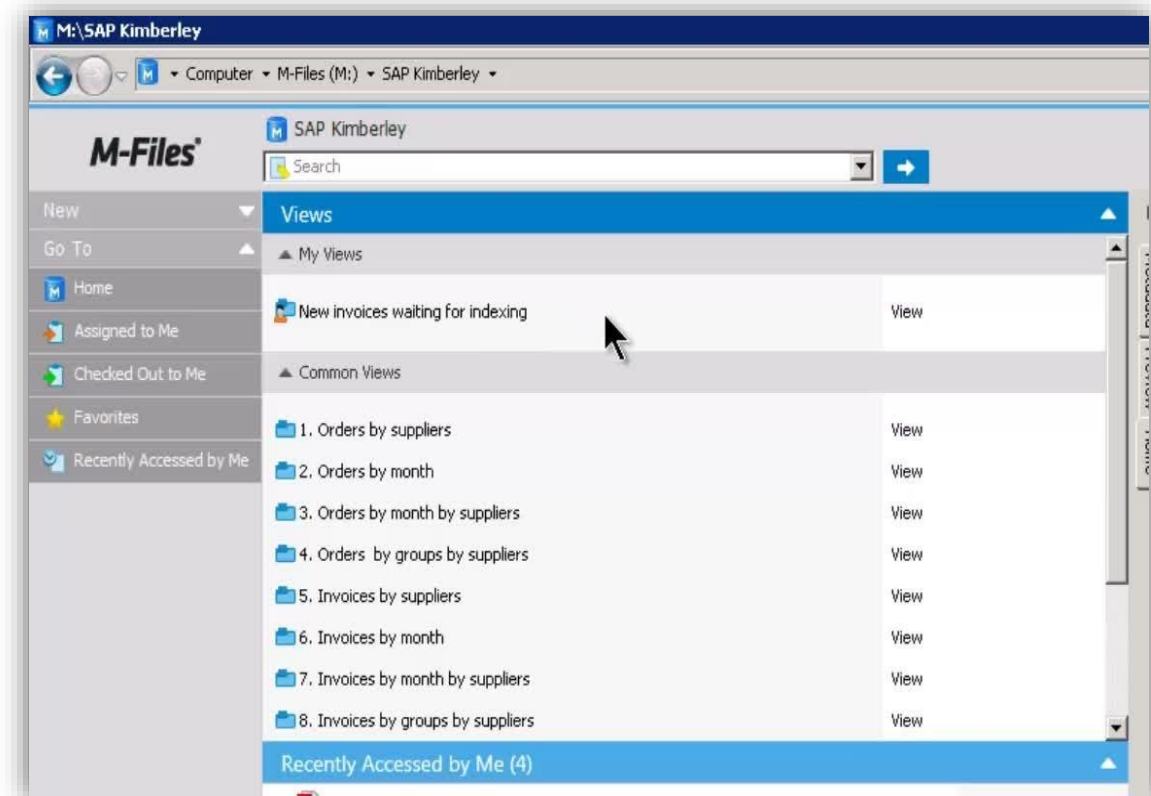 M:\SAP Kimberley
Computer M-Files (M:) SAP Kimberley
M-Files
SAP Kimberley
Search
New
Go To
Home
Assigned to Me
Checked Out to Me
Favorites
Recently Accessed by Me
Views
My Views
New invoices waiting for indexing View
Common Views
1. Orders by suppliers View
2. Orders by month View
3. Orders by month by suppliers View
4. Orders by groups by suppliers View
5. Invoices by suppliers View
6. Invoices by month View
7. Invoices by month by suppliers View
8. Invoices by groups by suppliers View
Recently Accessed by Me (4)